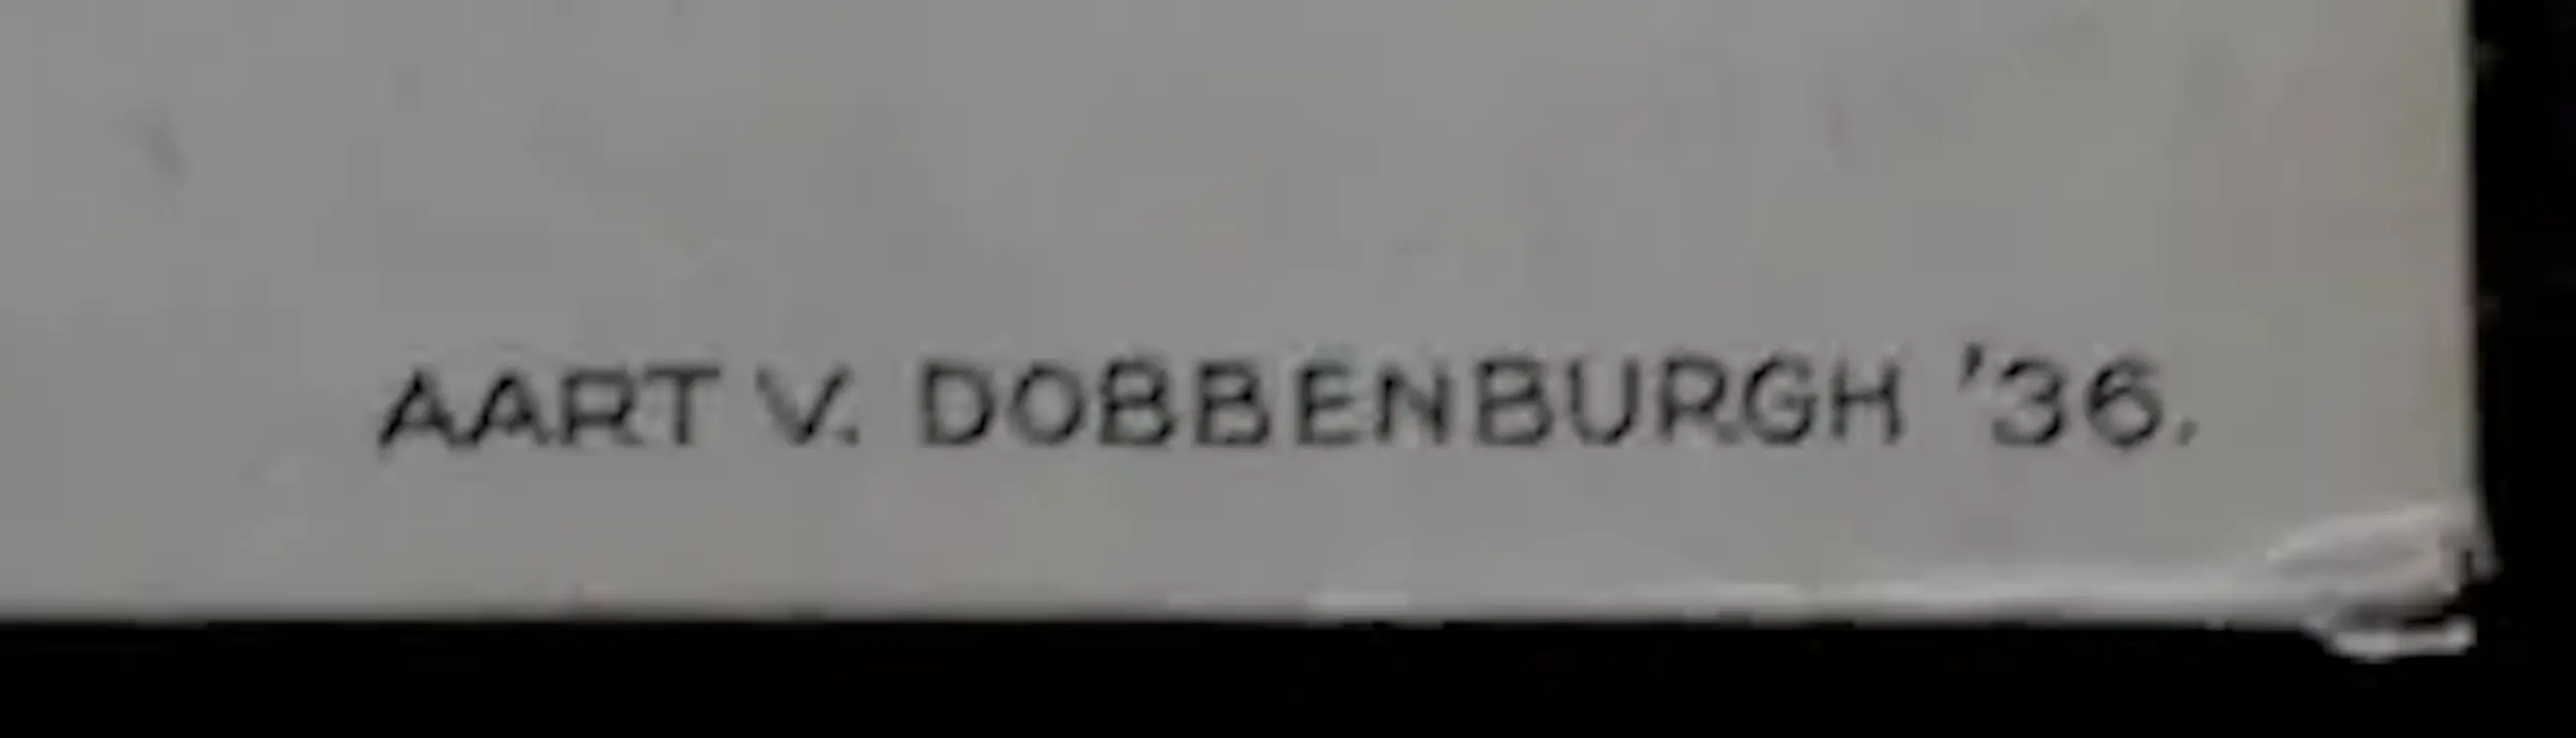 AART V. DOBBENBURGH '36.